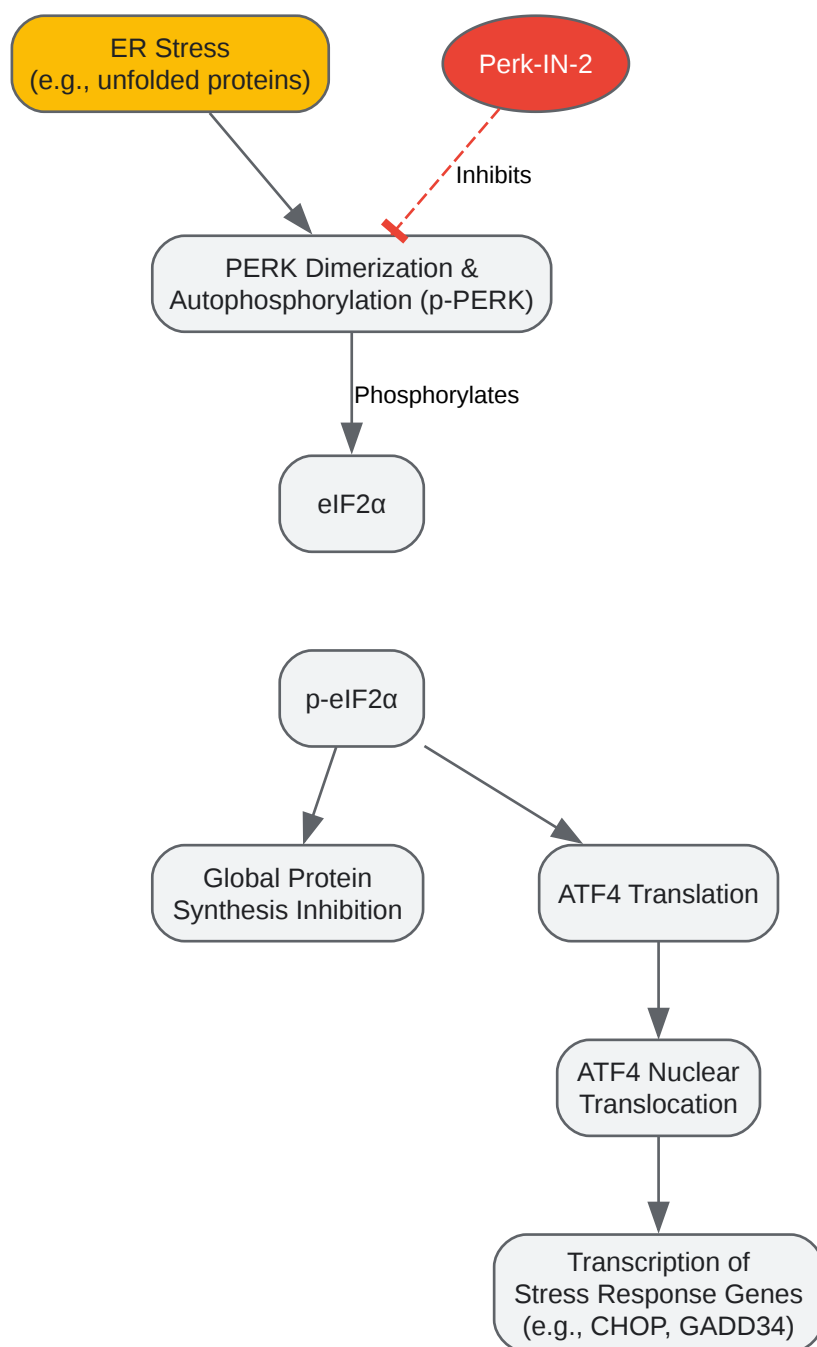 ER Stress
(e.g., unfolded proteins)
Perk-IN-2
Inhibits
PERK Dimerization &
Autophosphorylation (p-PERK)
Phosphorylates
eIF2α
p-eIF2α
Global Protein
Synthesis Inhibition
ATF4 Translation
ATF4 Nuclear
Translocation
Transcription of
Stress Response Genes
(e.g., CHOP, GADD34)